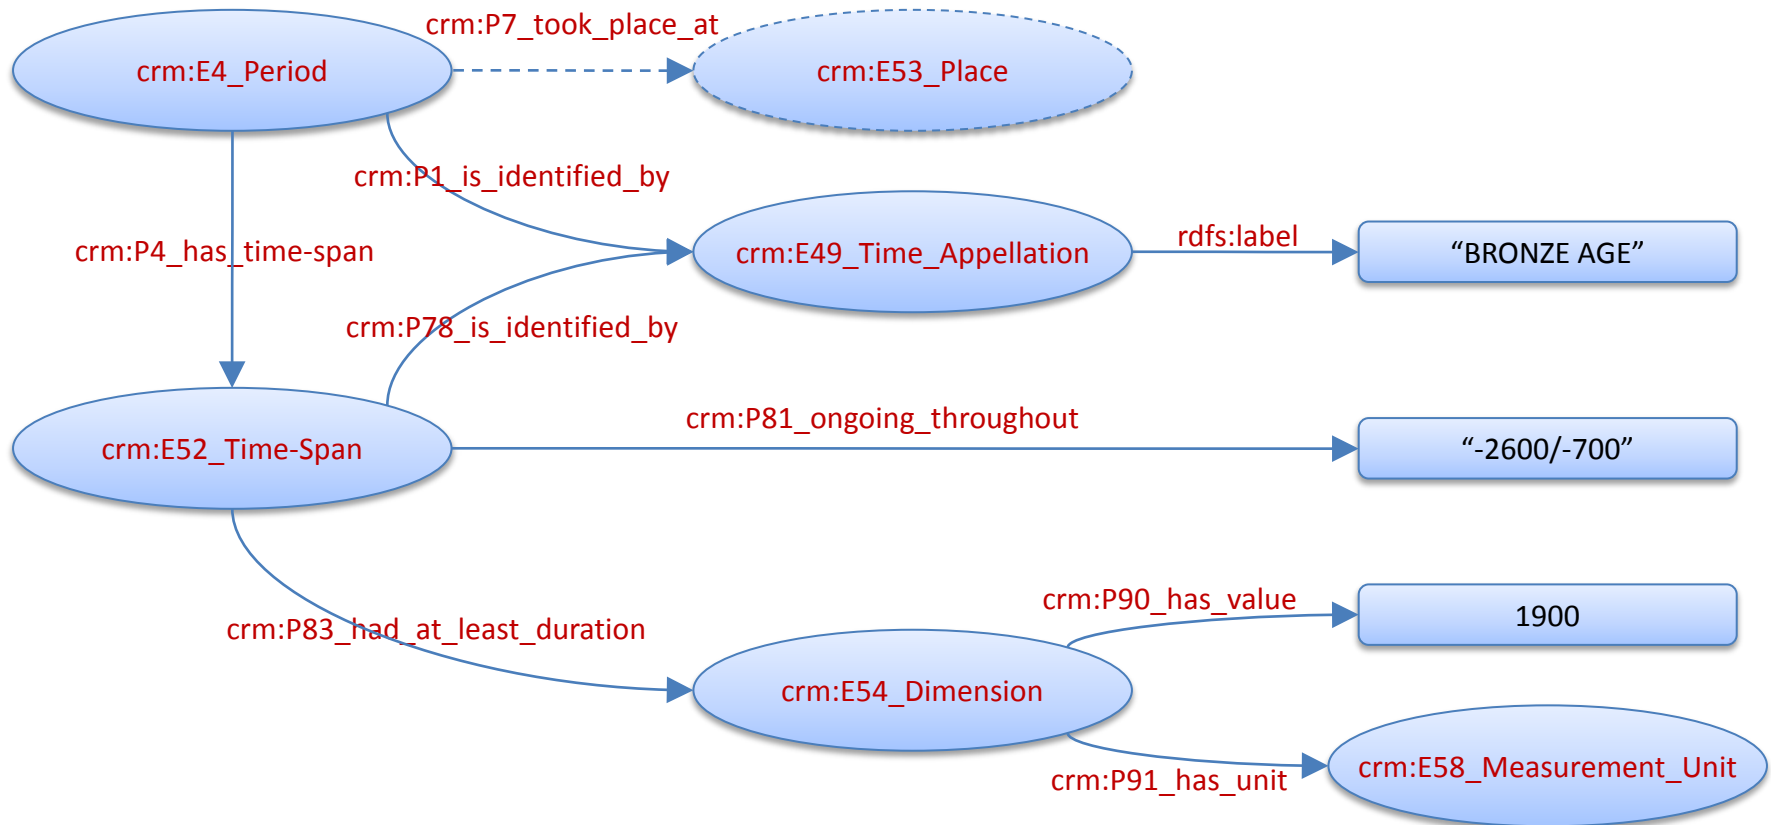 crm:P7_took_place_at
crm:E4_Period
crm:E53_Place
crm:P1_is_identified_by
crm:P4_has_time-span
crm:E49_Time_Appellation
rdfs:label
“BRONZE AGE”
crm:P78_is_identified_by
crm:E52_Time-Span
crm:P81_ongoing_throughout
“-2600/-700”
crm:P83_had_at_least_duration
crm:P90_has_value
1900
crm:E54_Dimension
crm:P91_has_unit
crm:E58_Measurement_Unit